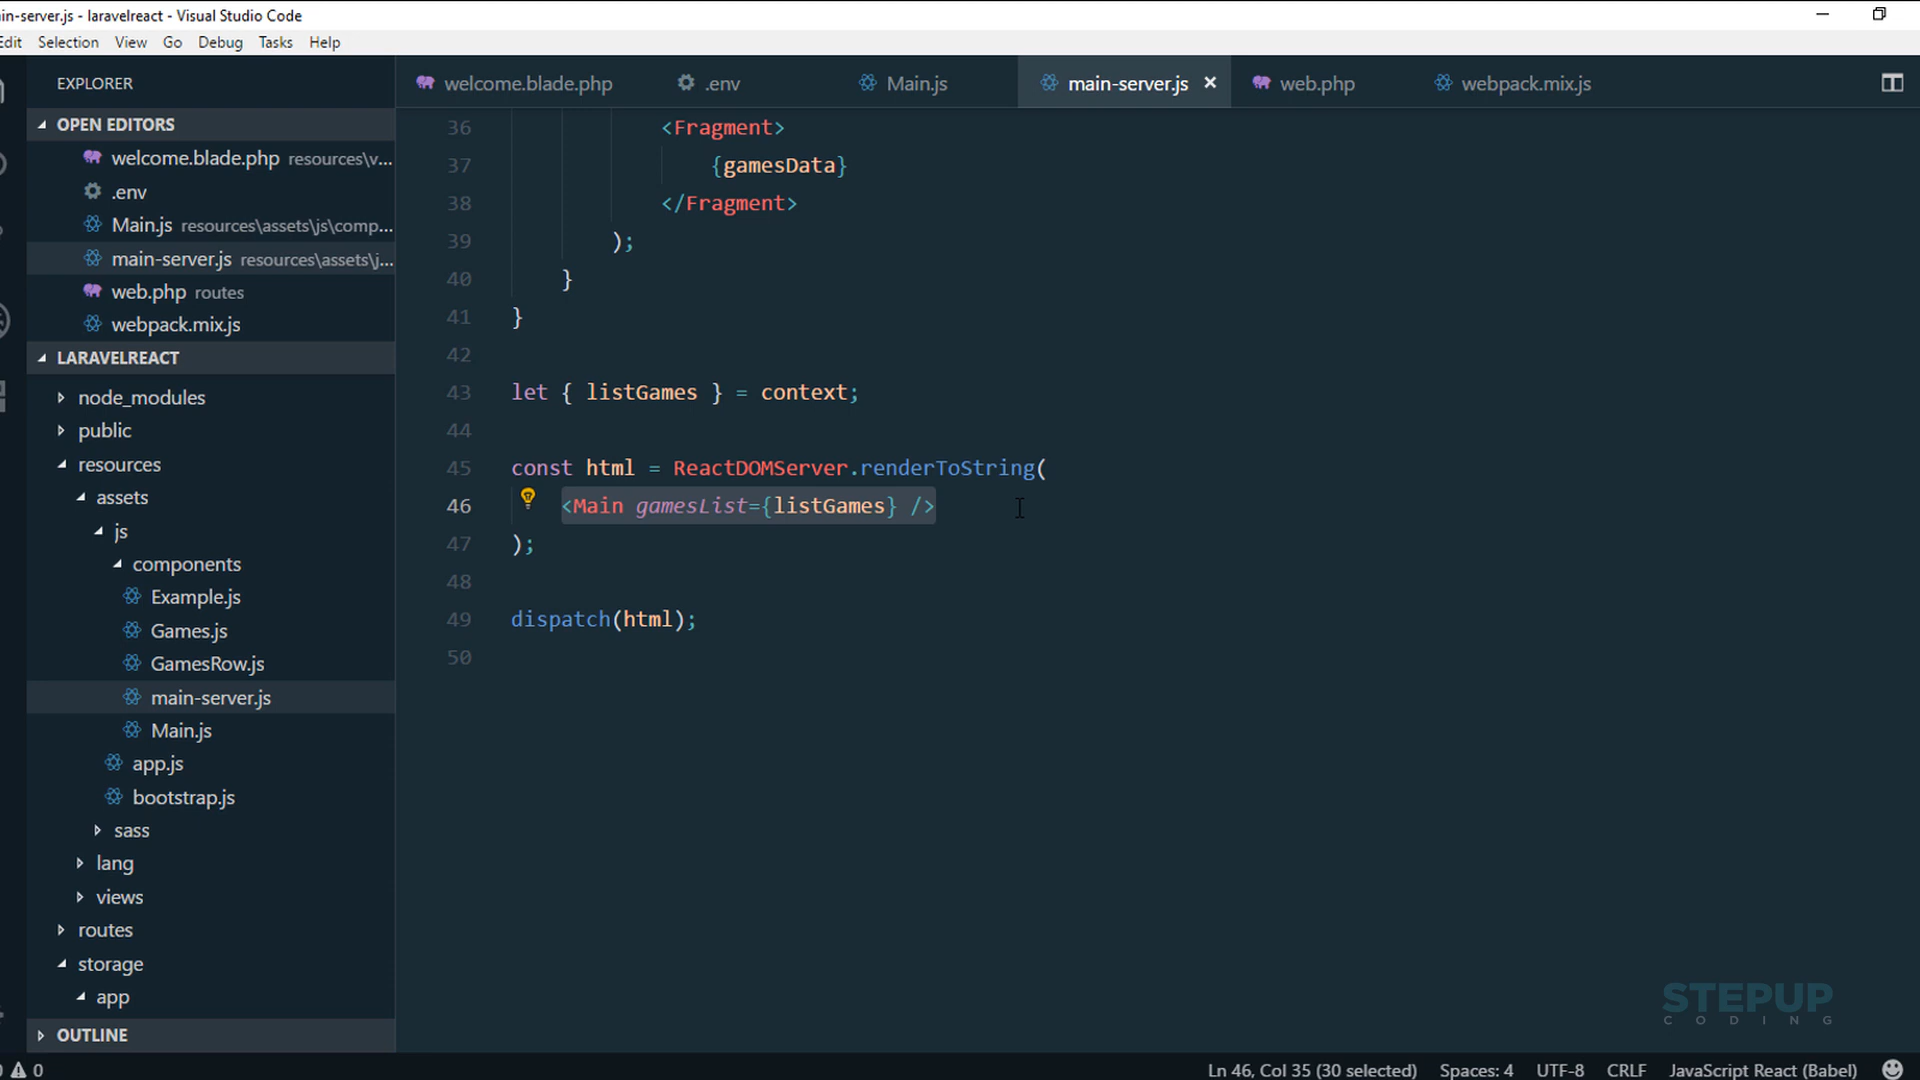 in-server.js - laravelreact - Visual Studio Code
Edit Selection View Go Debug Tasks Help
EXPLORER
OPEN EDITORS
welcome.blade.php resources\v...
.env
Main.js resources\assets\js\comp...
main-server.js resources\assets\j...
web.php routes
webpack.mix.js
LARAVELREACT
node_modules
public
resources
assets
js
components
Example.js
Games.js
GamesRow.js
main-server.js
Main.js
app.js
bootstrap.js
sass
lang
views
routes
storage
app
OUTLINE
welcome.blade.php .env Main.js main-server.js × web.php webpack.mix.js
36 <Fragment>
37 {gamesData}
38 </Fragment>
39 );
40 }
41 }
42
43 let { listGames } = context;
44
45 const html = ReactDOMServer.renderToString(
46 <Main gamesList={listGames} />
47 );
48
49 dispatch(html);
50
STEPUP
CODING
0 Ln 46, Col 35 (30 selected) Spaces: 4 UTF-8 CRLF JavaScript React (Babel)